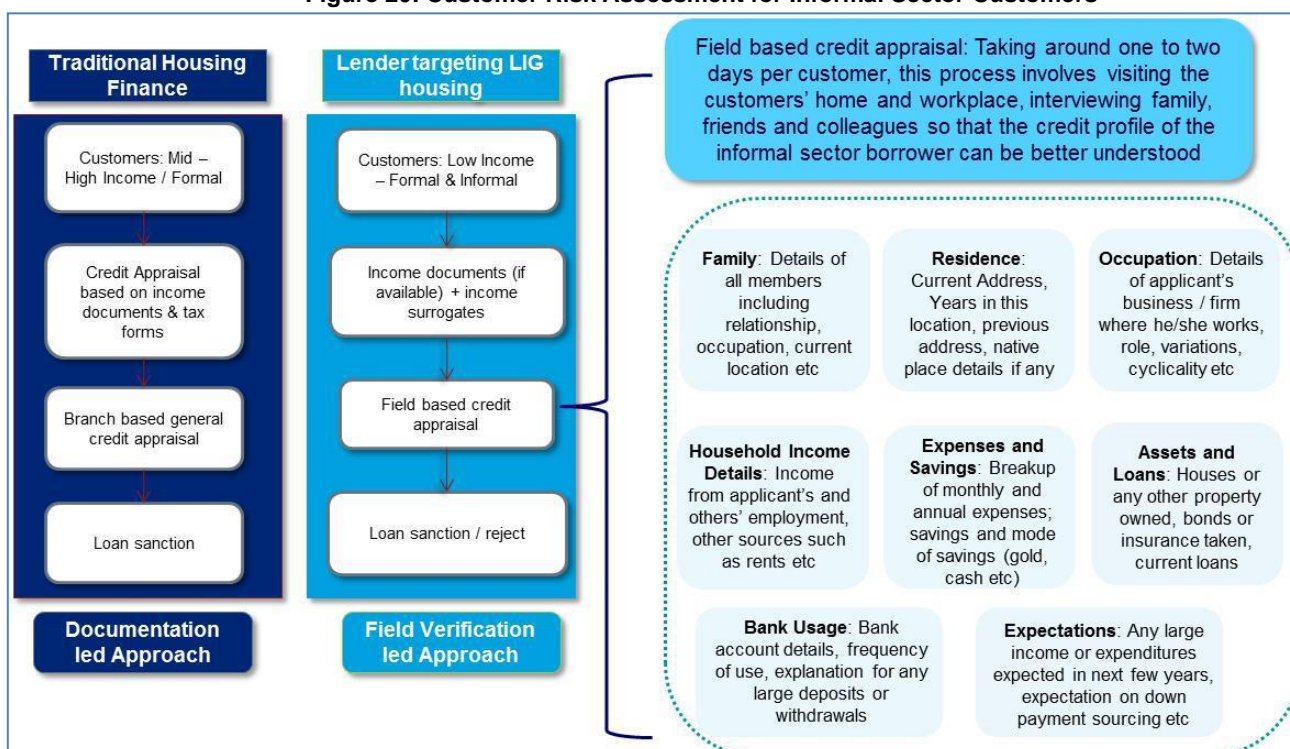 Figure 20: Customer Risk Assessment for Informal Sector Customers
Traditional Housing
Finance
Customers: Mid –
High Income / Formal
Credit Appraisal
based on income
documents & tax
forms
Branch based general
credit appraisal
Loan sanction
Documentation
led Approach
Lender targeting LIG
housing
Customers: Low Income
– Formal & Informal
Income documents (if
available) + income
surrogates
Field based credit
appraisal
Loan sanction / reject
Field Verification
led Approach
Field based credit appraisal: Taking around one to two
days per customer, this process involves visiting the
customers' home and workplace, interviewing family,
friends and colleagues so that the credit profile of the
informal sector borrower can be better understood
Family: Details of
all members
including
relationship,
occupation, current
location etc
Residence:
Current Address,
Years in this
location, previous
address, native
place details if any
Occupation: Details
of applicant's
business / firm
where he/she works,
role, variations,
cyclicality etc
Household Income
Details: Income
from applicant's and
others' employment,
other sources such
as rents etc
Expenses and
Savings: Breakup
of monthly and
annual expenses;
savings and mode
of savings (gold,
cash etc)
Assets and
Loans: Houses or
any other property
owned, bonds or
insurance taken,
current loans
Bank Usage: Bank
account details, frequency
of use, explanation for any
large deposits or
withdrawals
Expectations: Any large
income or expenditures
expected in next few years,
expectation on down
payment sourcing etc